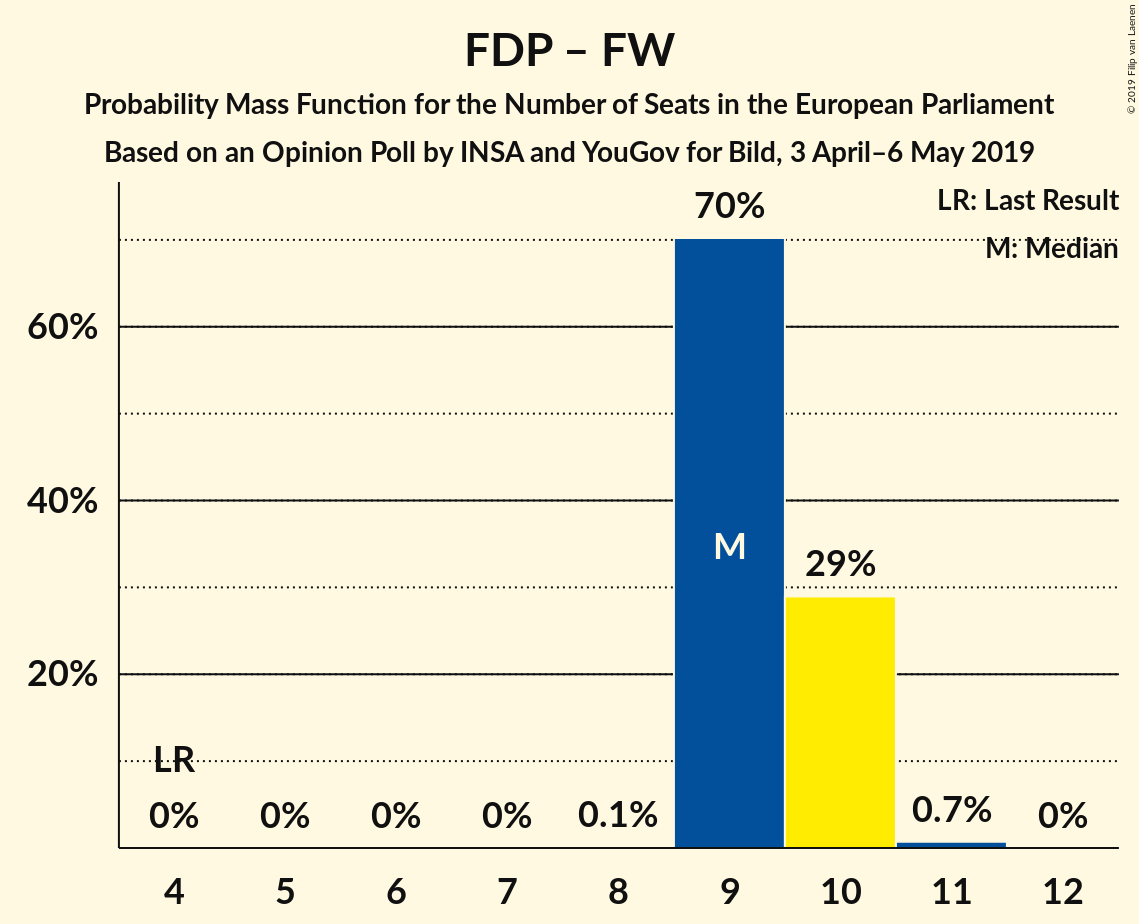 FDP – FW
Probability Mass Function for the Number of Seats in the European Parliament
Based on an Opinion Poll by INSA and YouGov for Bild, 3 April–6 May 2019
© 2019 Filip van Laenen
LR: Last Result
M: Median
70%
60%
40%
M
29%
20%
LR
0% 0% 0% 0% 0.1% 0.7% 0%
4 5 6 7 8 9 10 11 12